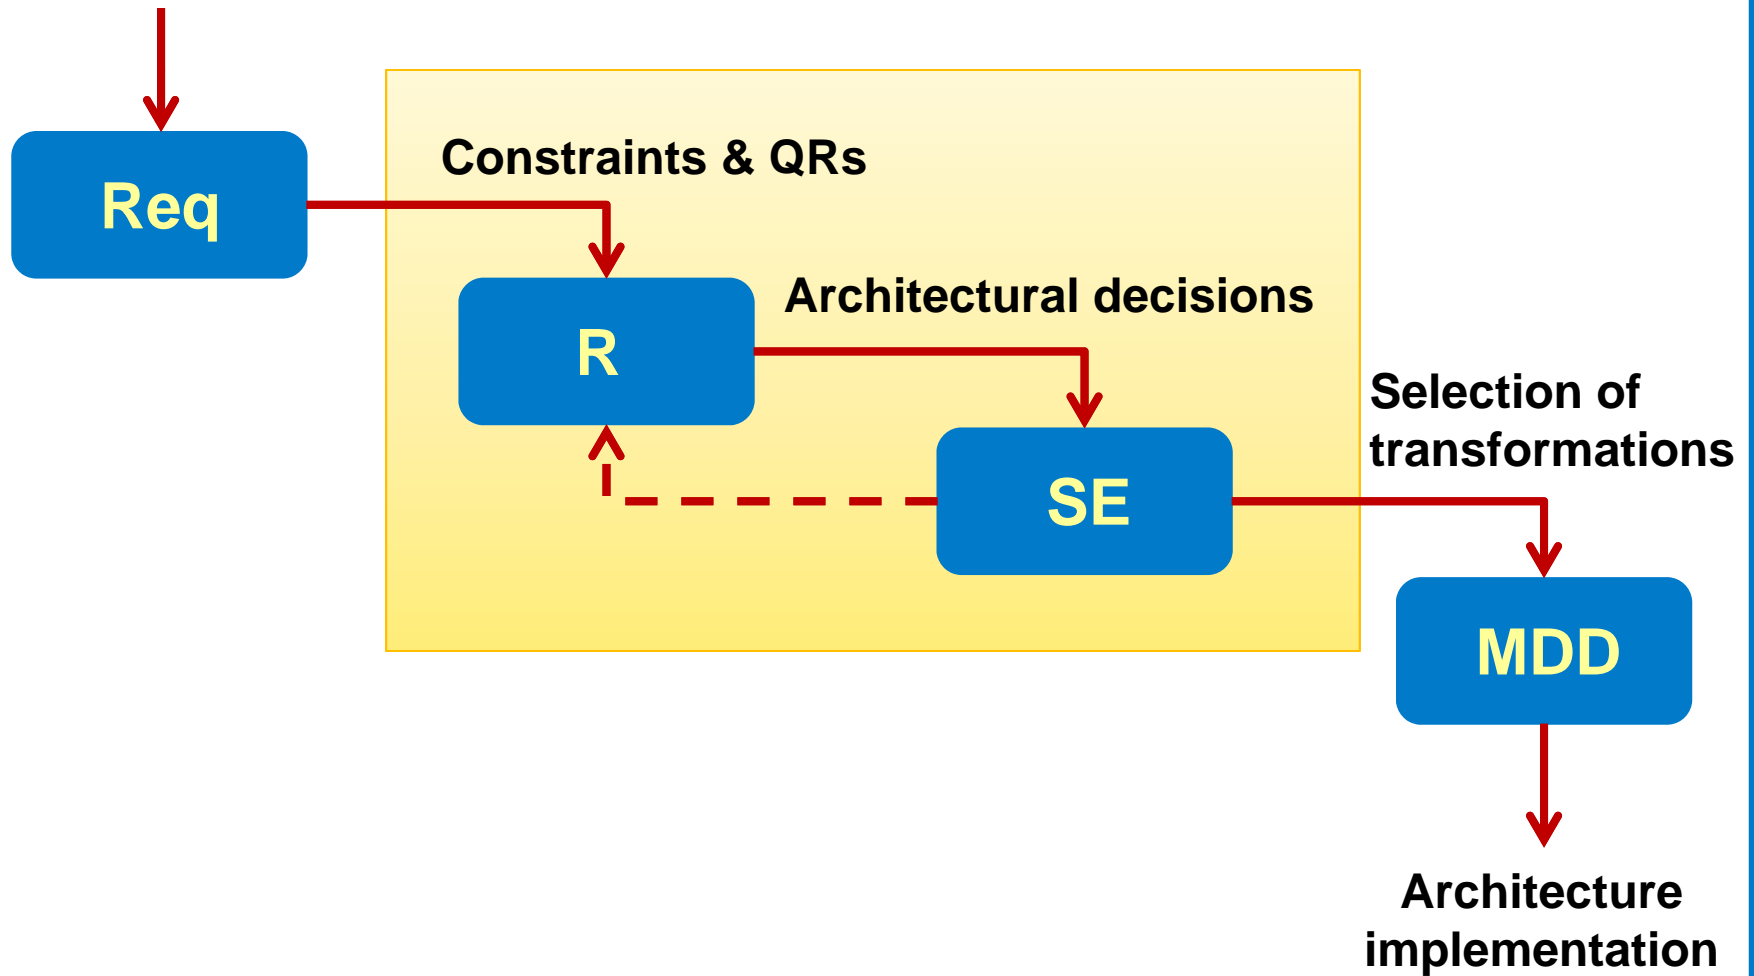 Constraints & QRs
Req
Architectural decisions
R
Selection of
transformations
SE
MDD
Architecture
implementation